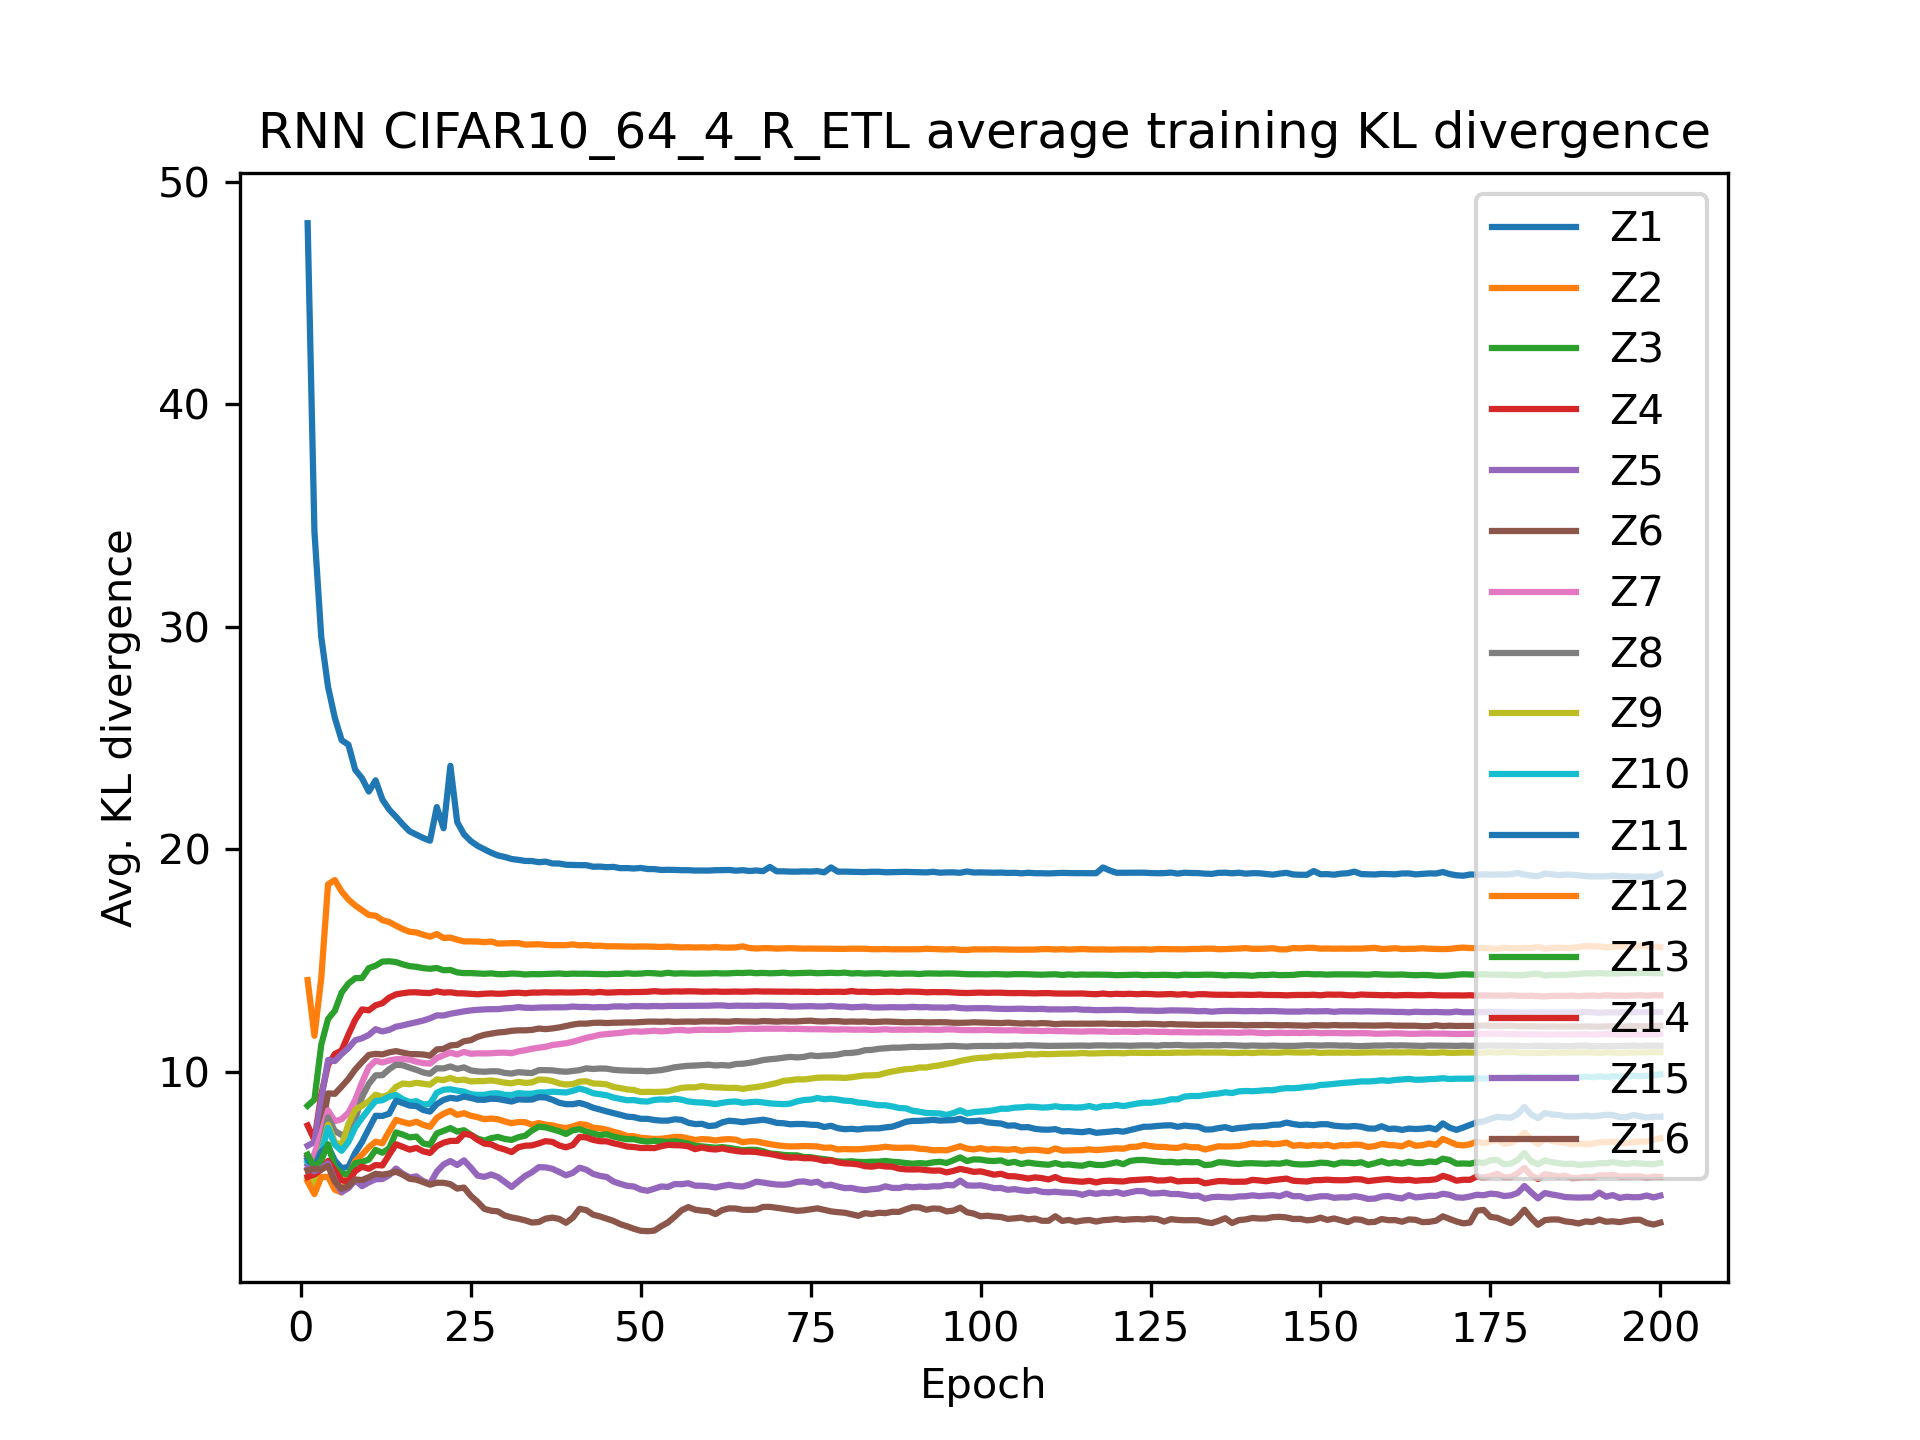 RNN CIFAR10_64_4_R_ETL average training KL divergence
50
40
30
20
10
Avg. KL divergence
Z1
Z2
Z3
Z4
Z5
Z6
Z7
Z8
Z9
Z10
Z11
Z12
Z13
Z14
Z15
Z16
0 25 50 75 100 125 150 175 200
Epoch